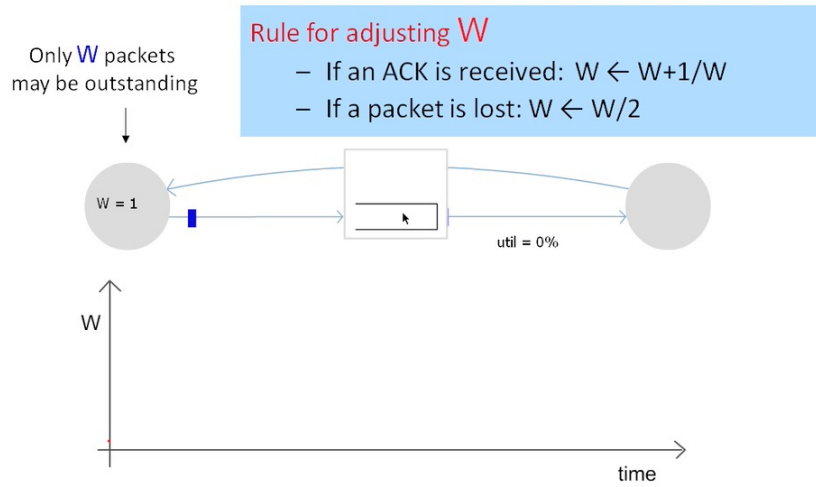 Only W packets
may be outstanding
Rule for adjusting W
– If an ACK is received: W ← W+1/W
– If a packet is lost: W ← W/2
W = 1
util = 0%
W
time